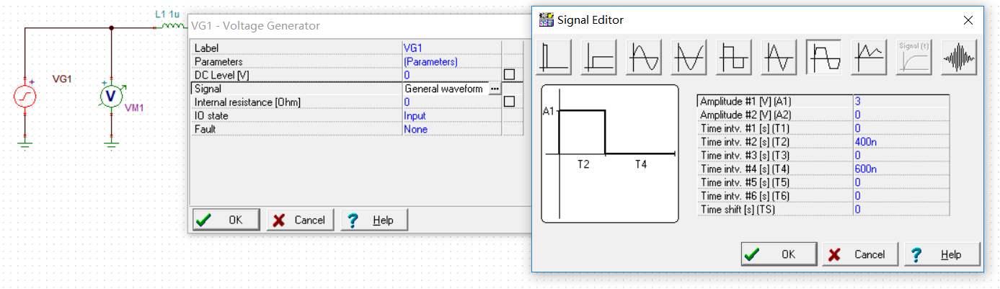 L1 1u
VG1
V
VM1
VG1 - Voltage Generator
Label VG1
Parameters (Parameters)
DC Level [V] 0
Signal General waveform ...
Internal resistance [Ohm] 0
IO state Input
Fault None
OK Cancel ? Help
Signal Editor
Signal (t)
A1
T2 T4
Amplitude #1 [V] (A1) 3
Amplitude #2 [V] (A2) 0
Time intv. #1 [s] (T1) 0
Time intv. #2 [s] (T2) 400n
Time intv. #3 [s] (T3) 0
Time intv. #4 [s] (T4) 600n
Time intv. #5 [s] (T5) 0
Time intv. #6 [s] (T6) 0
Time shift [s] (TS) 0
OK Cancel ? Help